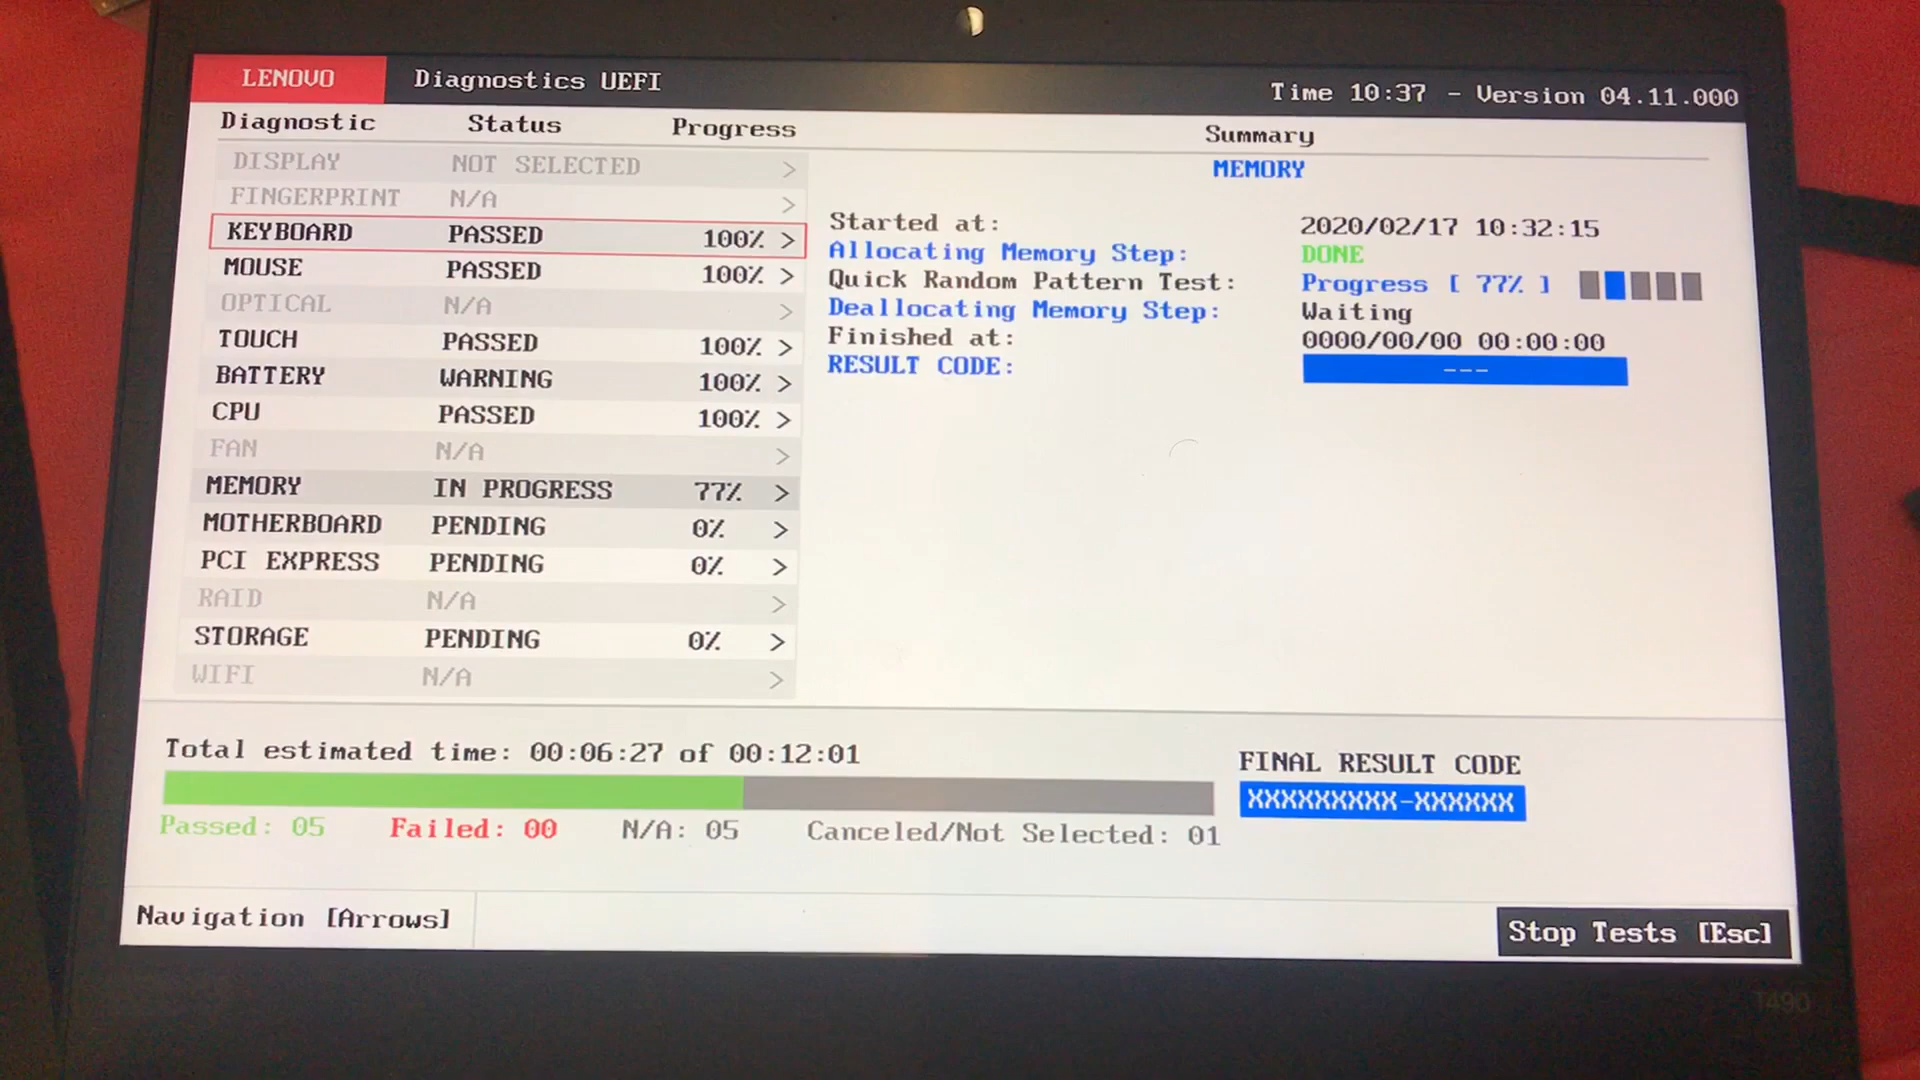 LENOVO Diagnostics UEFI Time 10:37 - Version 04.11.000
Diagnostic Status Progress Summary
DISPLAY NOT SELECTED > MEMORY
FINGERPRINT N/A >
KEYBOARD PASSED 100% > Started at: 2020/02/17 10:32:15
Allocating Memory Step: DONE
MOUSE PASSED 100% > Quick Random Pattern Test: Progress [ 77% ]
OPTICAL N/A > Deallocating Memory Step: Waiting
TOUCH PASSED 100% > Finished at: 0000/00/00 00:00:00
BATTERY WARNING 100% > RESULT CODE: ---
CPU PASSED 100% >
FAN N/A >
MEMORY IN PROGRESS 77% >
MOTHERBOARD PENDING 0% >
PCI EXPRESS PENDING 0% >
RAID N/A >
STORAGE PENDING 0% >
WIFI N/A >
Total estimated time: 00:06:27 of 00:12:01 FINAL RESULT CODE
XXXXXXXXX-XXXXXX
Passed: 05 Failed: 00 N/A: 05 Canceled/Not Selected: 01
Navigation [Arrows] Stop Tests [Esc]
T490